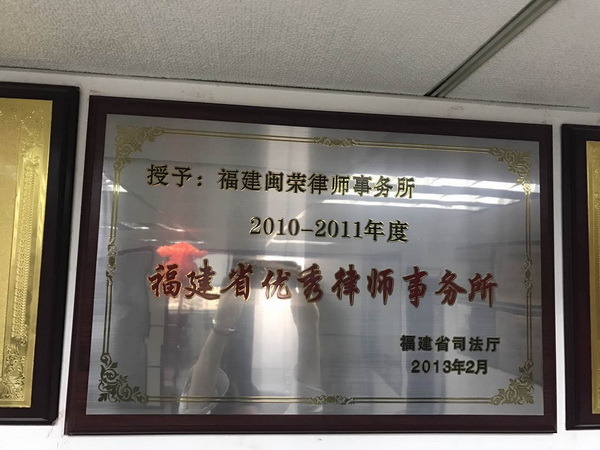 授予：福建闽荣律师事务所
2010-2011年度
福建省优秀律师事务所
福建省司法厅
2013年2月